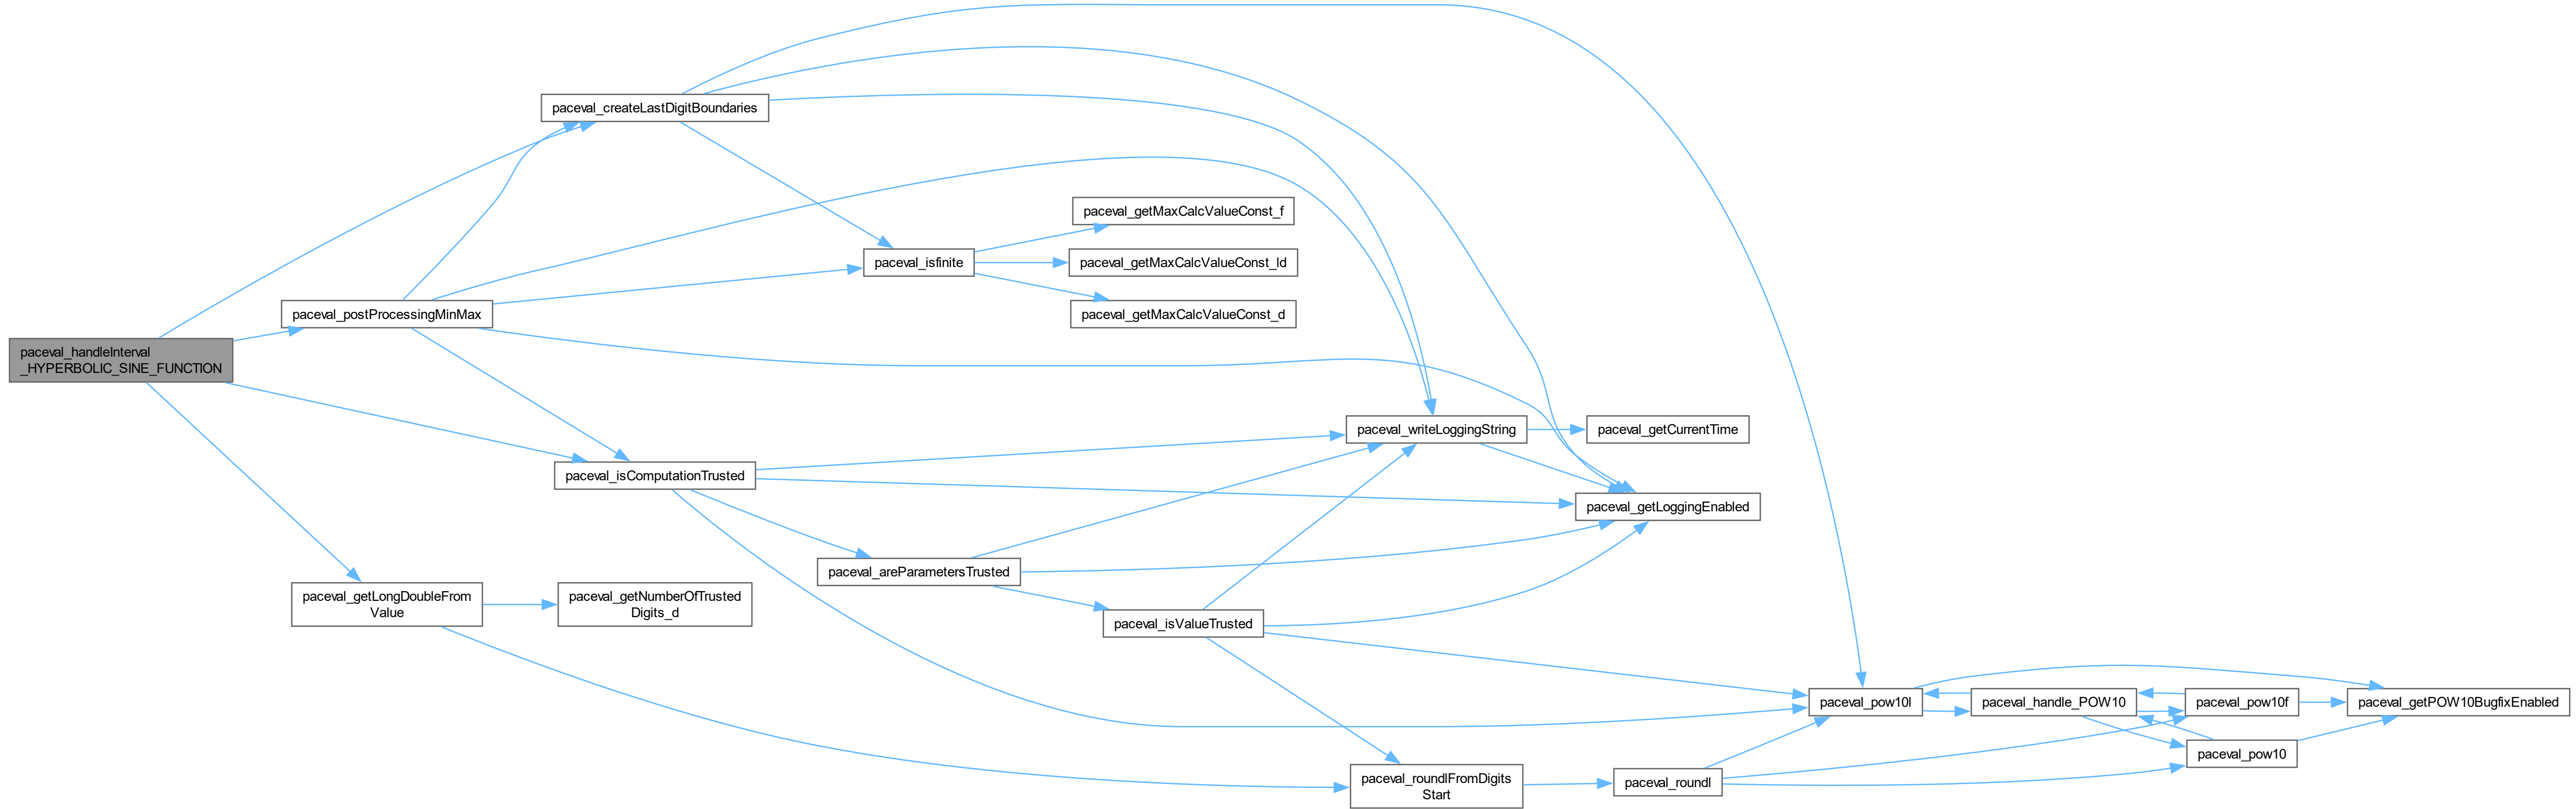 paceval_handleInterval
_HYPERBOLIC_SINE_FUNCTION
paceval_createLastDigitBoundaries
paceval_postProcessingMinMax
paceval_isComputationTrusted
paceval_getLongDoubleFrom
Value
paceval_getNumberOfTrusted
Digits_d
paceval_isfinite
paceval_getMaxCalcValueConst_f
paceval_getMaxCalcValueConst_ld
paceval_getMaxCalcValueConst_d
paceval_areParametersTrusted
paceval_isValueTrusted
paceval_writeLoggingString
paceval_getCurrentTime
paceval_getLoggingEnabled
paceval_roundlFromDigits
Start
paceval_roundl
paceval_pow10l
paceval_handle_POW10
paceval_pow10f
paceval_pow10
paceval_getPOW10BugfixEnabled